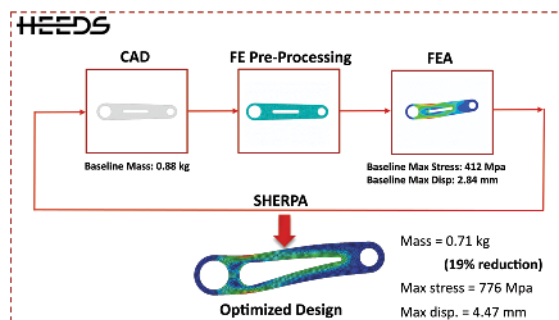 HEEDS
CAD
FE Pre-Processing
FEA
Baseline Mass: 0.88 kg
Baseline Max Stress: 412 Mpa
Baseline Max Disp: 2.84 mm
SHERPA
Mass = 0.71 kg
(19% reduction)
Max stress = 776 Mpa
Max disp. = 4.47 mm
Optimized Design